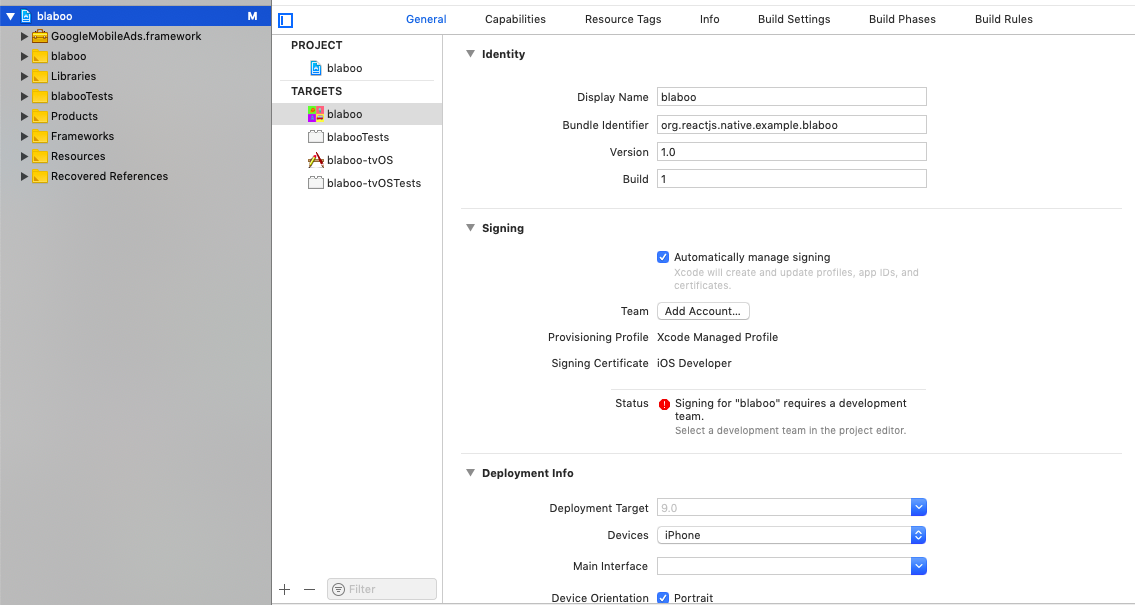 blaboo M
GoogleMobileAds.framework
blaboo
Libraries
blabooTests
Products
Frameworks
Resources
Recovered References
General Capabilities Resource Tags Info Build Settings Build Phases Build Rules
PROJECT
blaboo
TARGETS
blaboo
blabooTests
blaboo-tvOS
blaboo-tvOSTests
Filter
Identity
Display Name blaboo
Bundle Identifier org.reactjs.native.example.blaboo
Version 1.0
Build 1
Signing
Automatically manage signing
Xcode will create and update profiles, app IDs, and
certificates.
Team Add Account...
Provisioning Profile Xcode Managed Profile
Signing Certificate iOS Developer
Status Signing for "blaboo" requires a development
team.
Select a development team in the project editor.
Deployment Info
Deployment Target 9.0
Devices iPhone
Main Interface
Device Orientation Portrait